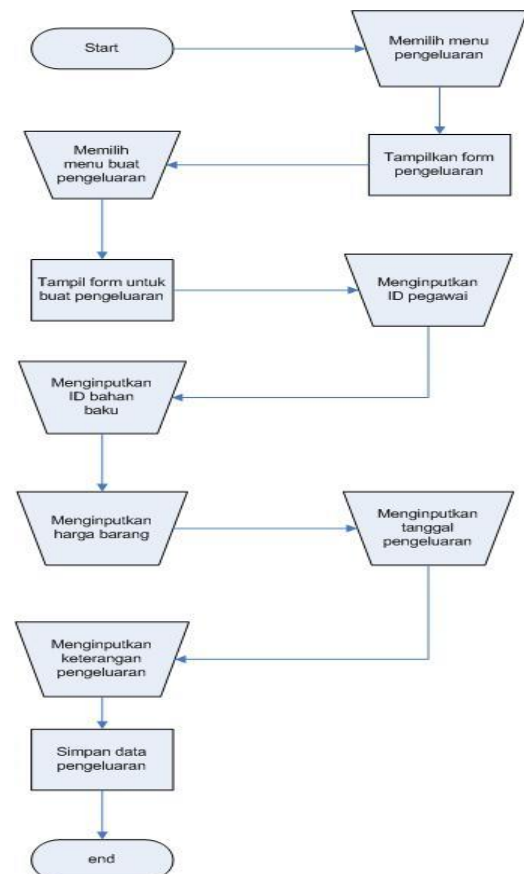 Start
Memilih menu
pengeluaran
Tampilkan form
pengeluaran
Memilih
menu buat
pengeluaran
Tampil form untuk
buat pengeluaran
Menginputkan
ID pegawai
Menginputkan
ID bahan
baku
Menginputkan
harga barang
Menginputkan
tanggal
pengeluaran
Menginputkan
keterangan
pengeluaran
Simpan data
pengeluaran
end